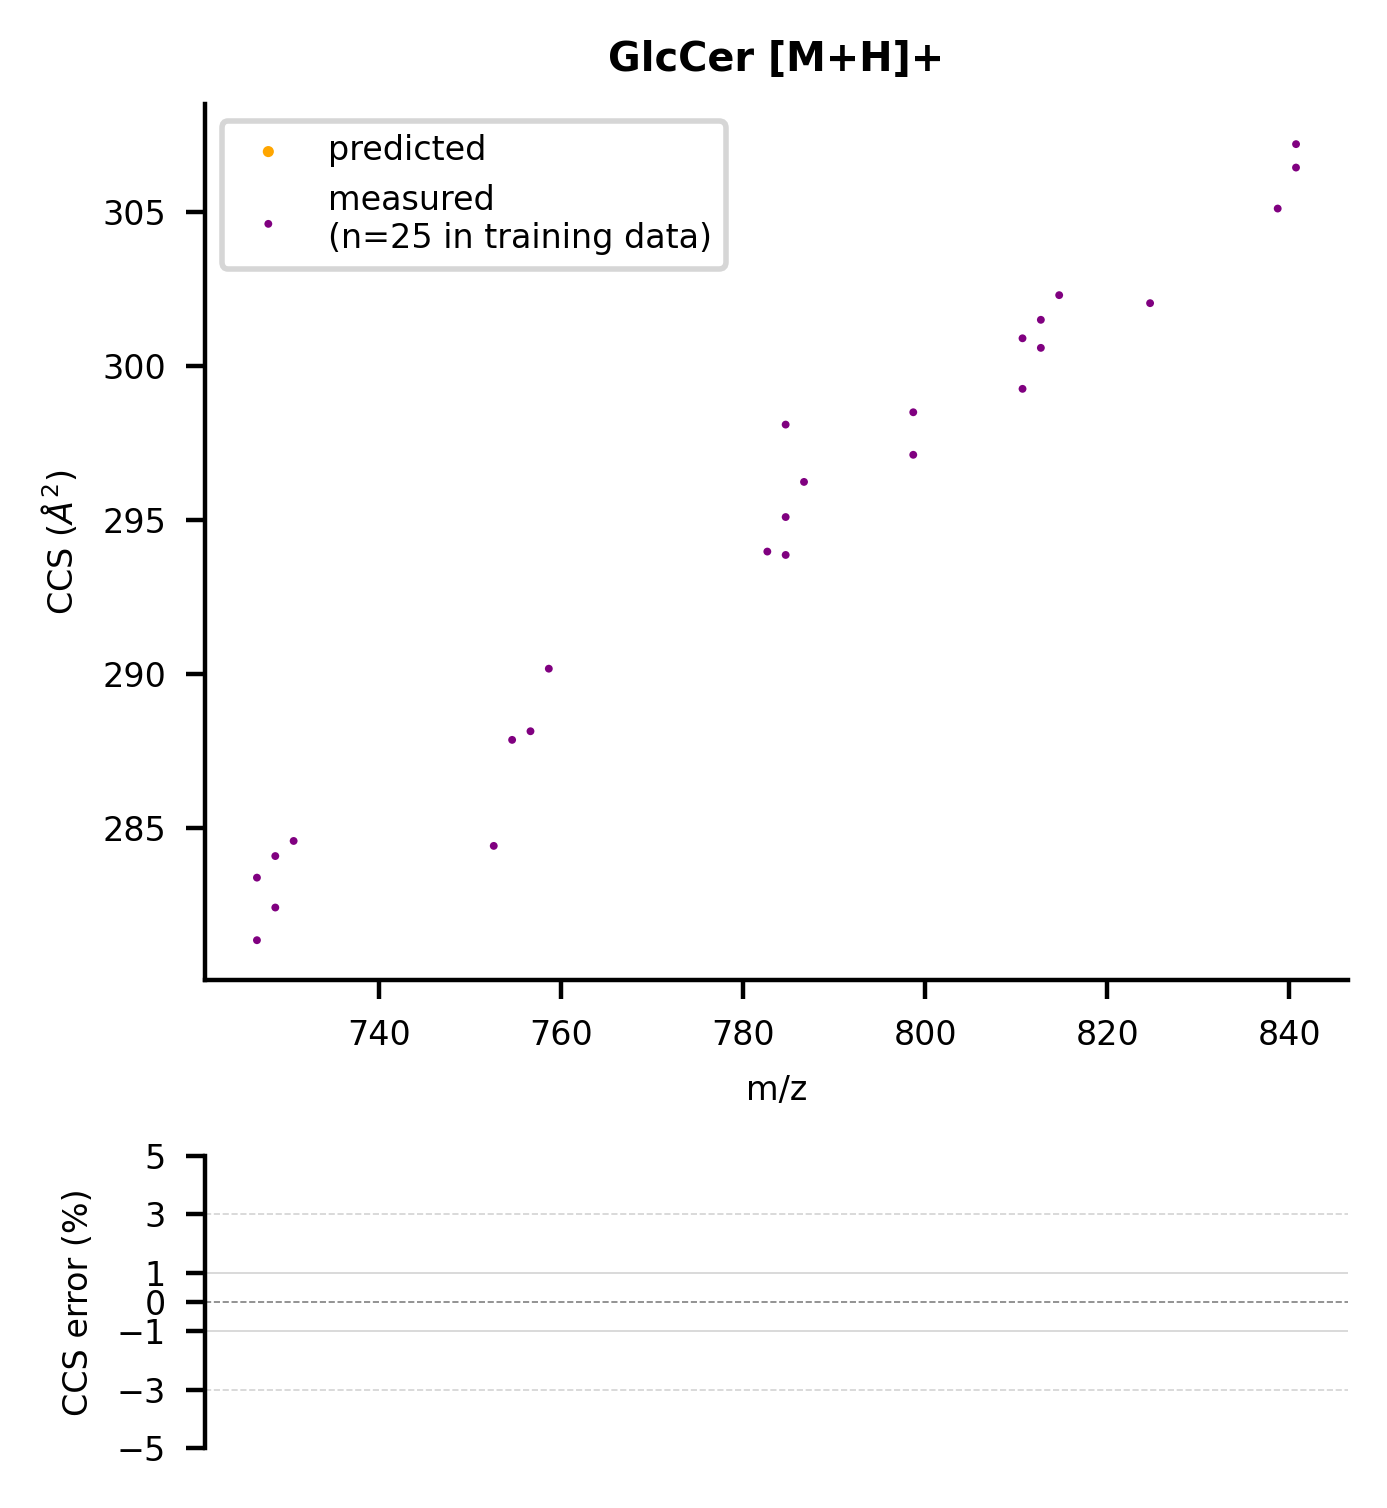 GlcCer [M+H]+
predicted
measured
(n=25 in training data)
305
300
295
290
285
CCS (Å²)
740 760 780 800 820 840
m/z
5
3
1
0
−1
−3
−5
CCS error (%)